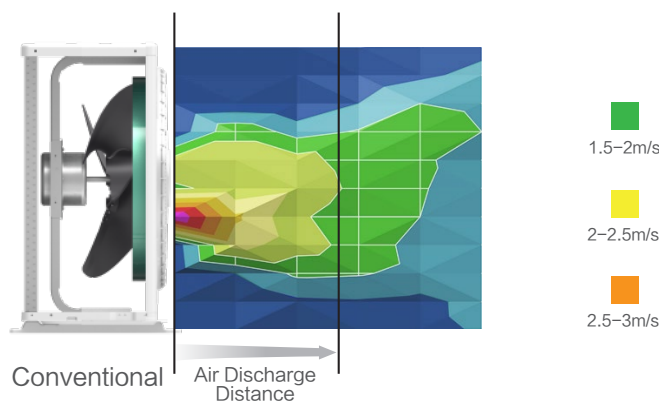 1.5–2m/s
2–2.5m/s
2.5–3m/s
Conventional
Air Discharge
Distance